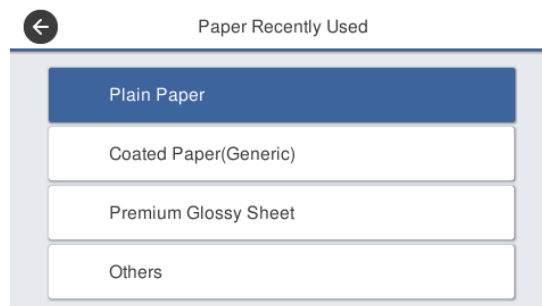 Paper Recently Used
Plain Paper
Coated Paper(Generic)
Premium Glossy Sheet
Others